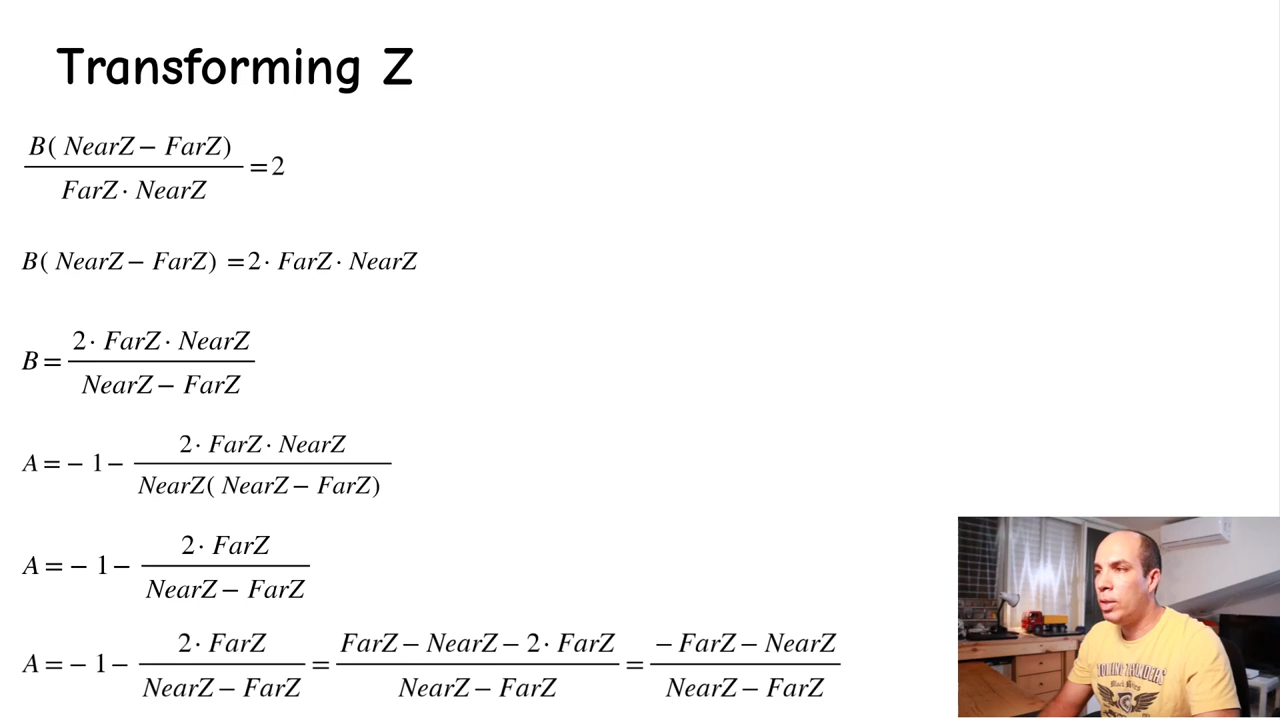 Transforming Z
B( NearZ − FarZ) / FarZ · NearZ = 2
B( NearZ − FarZ) = 2 · FarZ · NearZ
B = 2 · FarZ · NearZ / NearZ − FarZ
A = − 1 − 2 · FarZ · NearZ / NearZ( NearZ − FarZ)
A = − 1 − 2 · FarZ / NearZ − FarZ
A = − 1 − 2 · FarZ / NearZ − FarZ = FarZ − NearZ − 2 · FarZ / NearZ − FarZ = − FarZ − NearZ / NearZ − FarZ